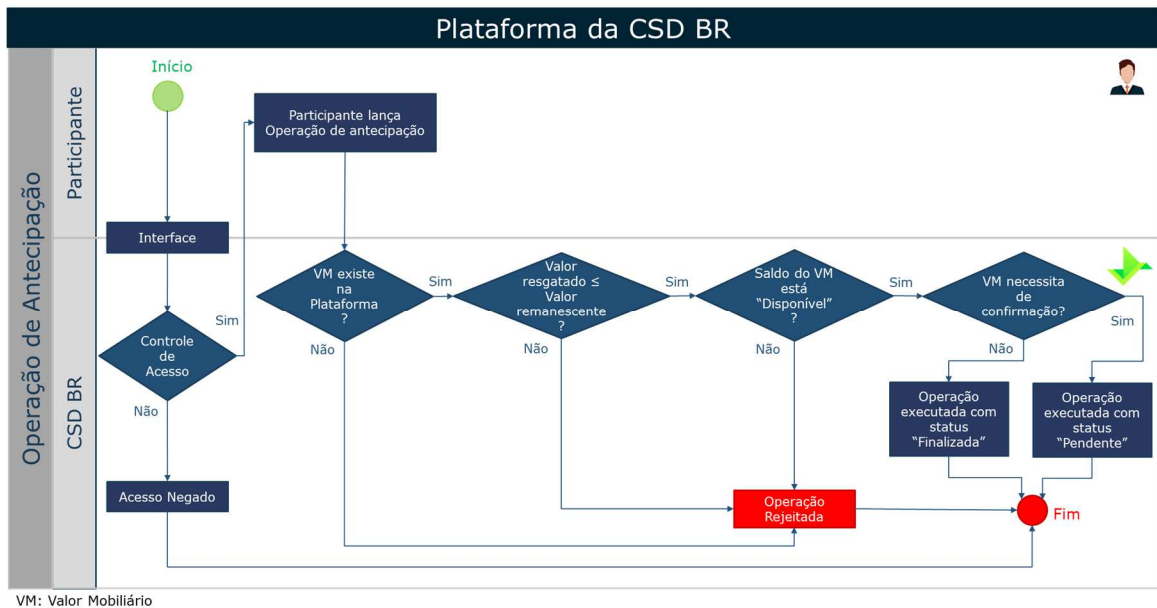 Plataforma da CSD BR
Operação de Antecipação
Participante
CSD BR
Início
Participante lança
Operação de antecipação
Interface
Controle
de
Acesso
Sim
Não
Acesso Negado
VM existe
na
Plataforma
?
Sim
Não
Valor
resgatado ≤
Valor
remanescente
?
Sim
Não
Saldo do VM
está
“Disponível”
?
Sim
Não
VM necessita
de
confirmação?
Sim
Não
Operação
executada com
status
“Finalizada”
Operação
executada com
status
“Pendente”
Operação
Rejeitada
Fim
VM: Valor Mobiliário